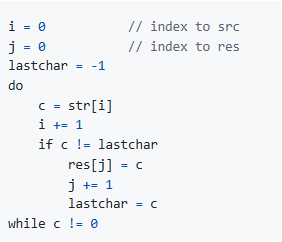 i = 0           // index to src
j = 0           // index to res
lastchar = -1
do
    c = str[i]
    i += 1
    if c != lastchar
        res[j] = c
        j += 1
        lastchar = c
while c != 0